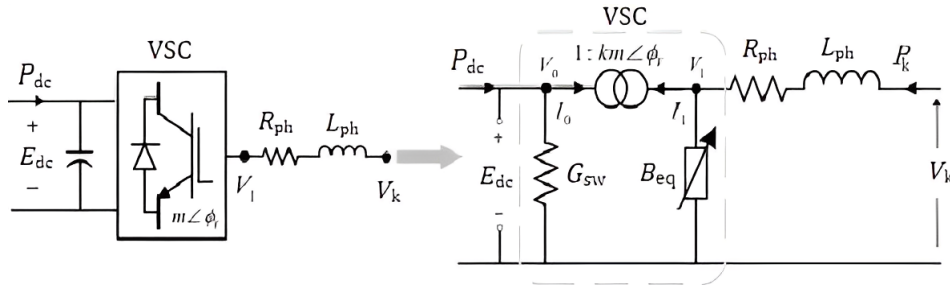 VSC
P_dc
+
E_dc
−
R_ph
L_ph
V_1
V_k
m∠ϕ_r
VSC
P_dc
V_0
1 : km∠ϕ_r
V_1
R_ph
L_ph
P_k
I_0
I_1
+
E_dc
−
G_sw
B_eq
V_k